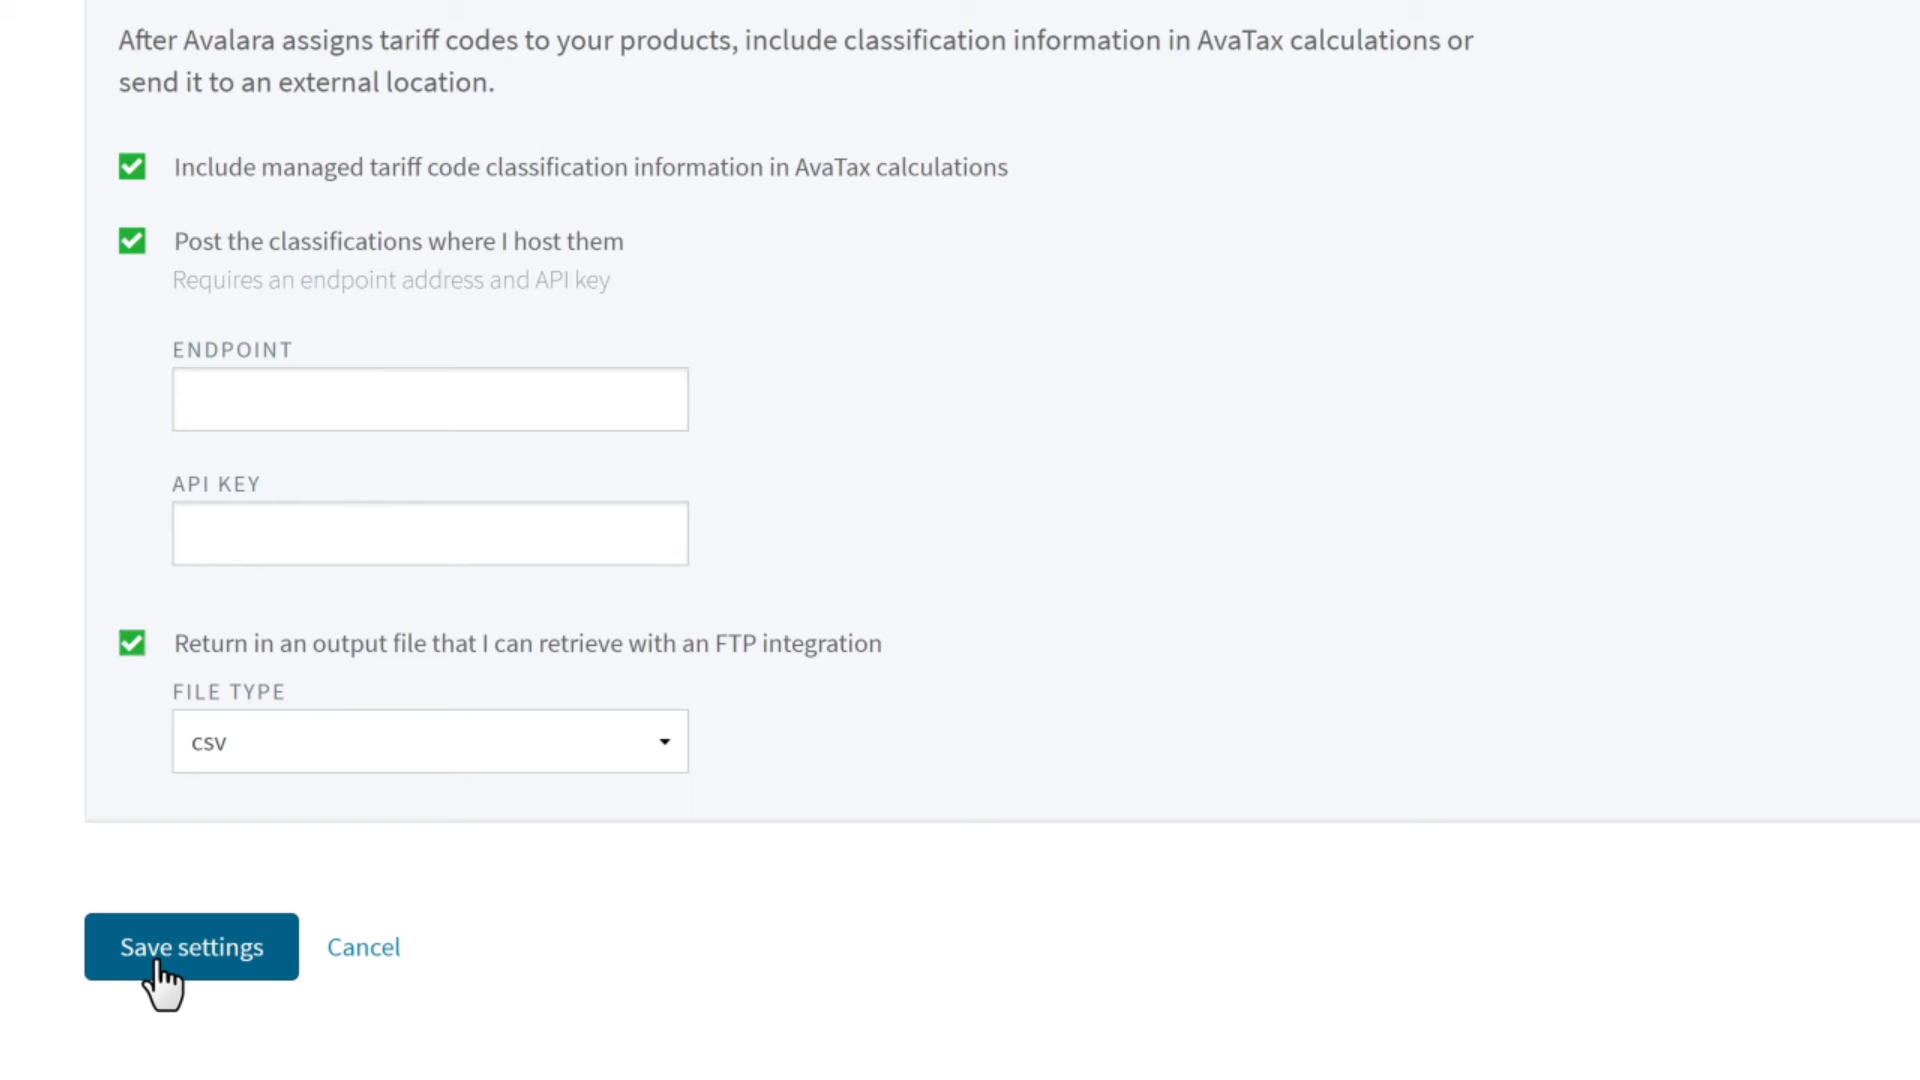 After Avalara assigns tariff codes to your products, include classification information in AvaTax calculations or
send it to an external location.
Include managed tariff code classification information in AvaTax calculations
Post the classifications where I host them
Requires an endpoint address and API key
ENDPOINT
API KEY
Return in an output file that I can retrieve with an FTP integration
FILE TYPE
csv
Save settings
Cancel